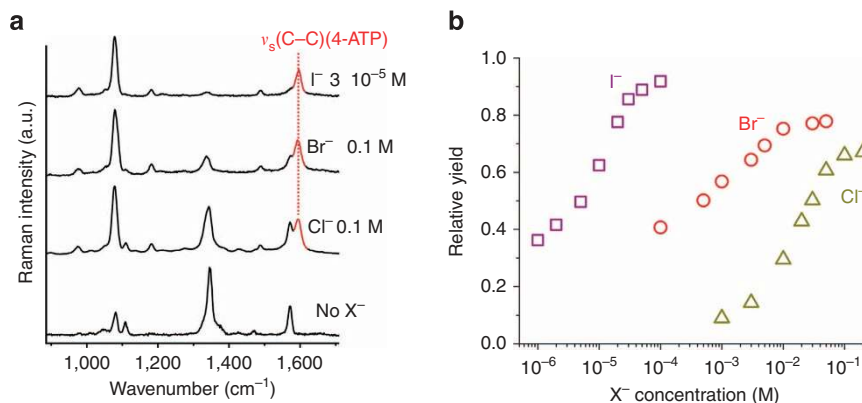 a
νs(C–C)(4-ATP)
I⁻ 3 10⁻⁵ M
Br⁻ 0.1 M
Cl⁻ 0.1 M
No X⁻
Raman intensity (a.u.)
1,000 1,200 1,400 1,600
Wavenumber (cm⁻¹)
b
1.0
0.8
0.6
0.4
0.2
0.0
I⁻
Br⁻
Cl⁻
Relative yield
10⁻⁶ 10⁻⁵ 10⁻⁴ 10⁻³ 10⁻² 10⁻¹
X⁻ concentration (M)